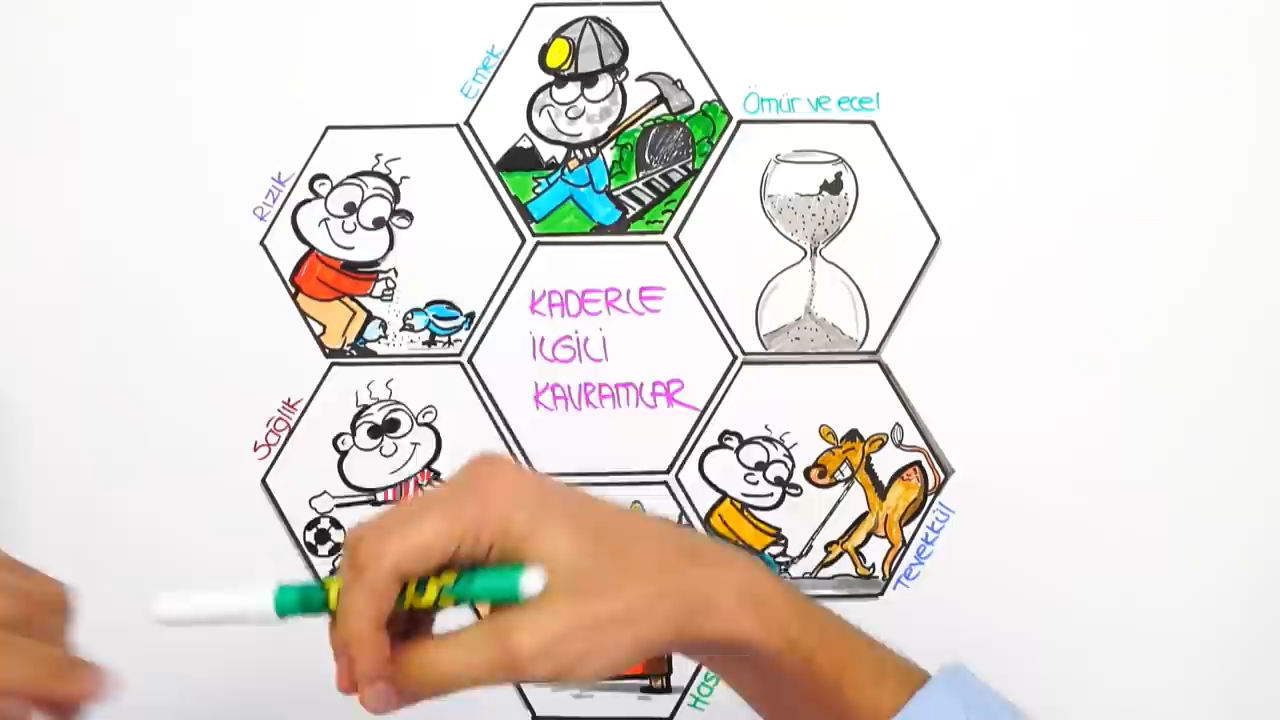 Emek
Ömür ve ecel
Rızık
KADERLE
İLGİLİ
KAVRAMLAR
Sağlık
Tevekkül